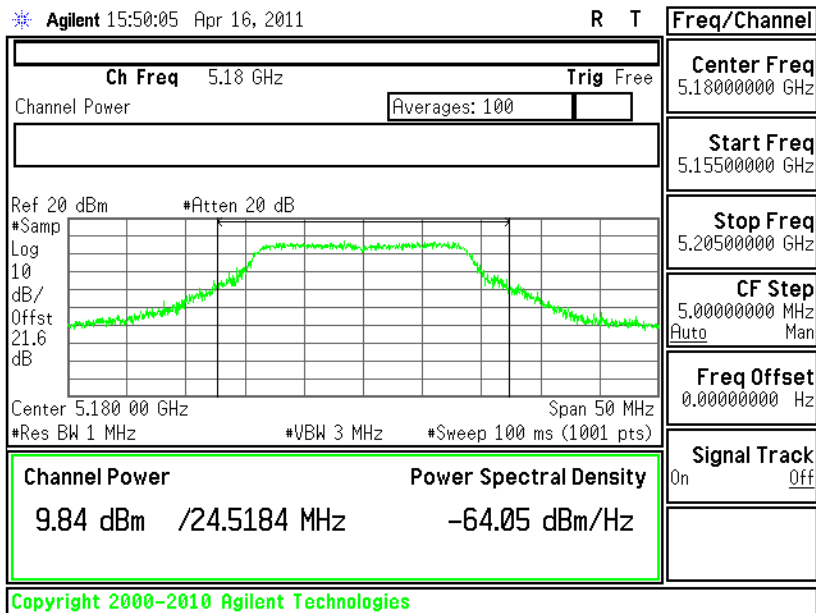 Agilent 15:50:05 Apr 16, 2011 R T
Freq/Channel
Ch Freq 5.18 GHz Trig Free
Channel Power Averages: 100
Ref 20 dBm #Atten 20 dB
#Samp
Log
10
dB/
Offst
21.6
dB
Center 5.180 00 GHz Span 50 MHz
#Res BW 1 MHz #VBW 3 MHz #Sweep 100 ms (1001 pts)
Channel Power Power Spectral Density
9.84 dBm /24.5184 MHz -64.05 dBm/Hz
Center Freq
5.18000000 GHz
Start Freq
5.15500000 GHz
Stop Freq
5.20500000 GHz
CF Step
5.00000000 MHz
Auto Man
Freq Offset
0.00000000 Hz
Signal Track
On Off
Copyright 2000-2010 Agilent Technologies